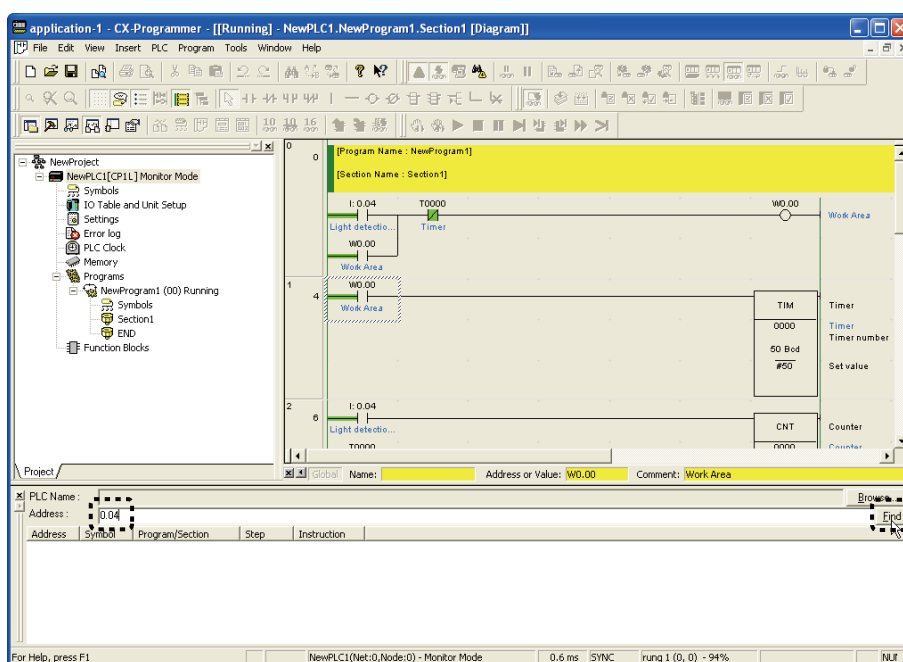 application-1 - CX-Programmer - [[Running] - NewPLC1.NewProgram1.Section1 [Diagram]]
File Edit View Insert PLC Program Tools Window Help
10 10 16
NewProject
NewPLC1[CP1L] Monitor Mode
Symbols
IO Table and Unit Setup
Settings
Error log
PLC Clock
Memory
Programs
NewProgram1 (00) Running
Symbols
Section1
END
Function Blocks
Project
0
0
[Program Name : NewProgram1]
[Section Name : Section1]
I: 0.04
T0000
W0.00
Light detectio...
Timer
Work Area
W0.00
Work Area
1
4
W0.00
Work Area
TIM
Timer
0000
Timer
Timer number
50 Bcd
#50
Set value
2
6
I: 0.04
Light detectio...
CNT
Counter
T0000
0000
Counter
Global Name: Address or Value: W0.00 Comment: Work Area
PLC Name :
Browse...
Address : 0.04
Find
Address Symbol Program/Section Step Instruction
For Help, press F1
NewPLC1(Net:0,Node:0) - Monitor Mode 0.6 ms SYNC rung 1 (0, 0) - 94%